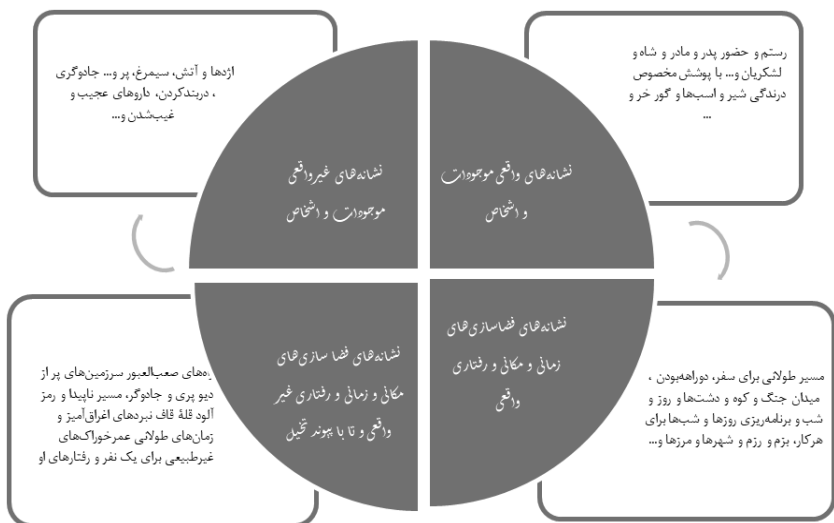 رستم و حضور پدر و مادر و شاه و
لشکریان و... با پوشش مخصوص
درندگی شیر و اسب‌ها و گور خر و
...
نشانه‌های واقعی موجودات
و اشخاص
اژدها و آتش، سیمرغ، پر و... جادوگری
، دربندکردن، داروهای عجیب و
غیب‌شدن و...
نشانه‌های غیرواقعی
موجودات و اشخاص
نشانه‌های فضاسازی‌های
زمانی و مکانی و رفتاری
واقعی
مسیر طولانی برای سفر، دوراهه‌بودن ،
میدان جنگ و کوه و دشت‌ها و روز و
شب و برنامه‌ریزی روزها و شب‌ها برای
هرکار، بزم و رزم و شهرها و مرزها و...
نشانه‌های فضا سازی‌های
مکانی و زمانی و رفتاری غیر
واقعی و تا با پیوند تخیل
صعب‌العبور سرزمین‌های پر از
دیو پری و جادوگر، مسیر ناپیدا و رمز
آلود قلهٔ قاف نبردهای اغراق‌آمیز و
زمان‌های طولانی عمرخوراک‌های
غیرطبیعی برای یک نفر و رفتارهای او